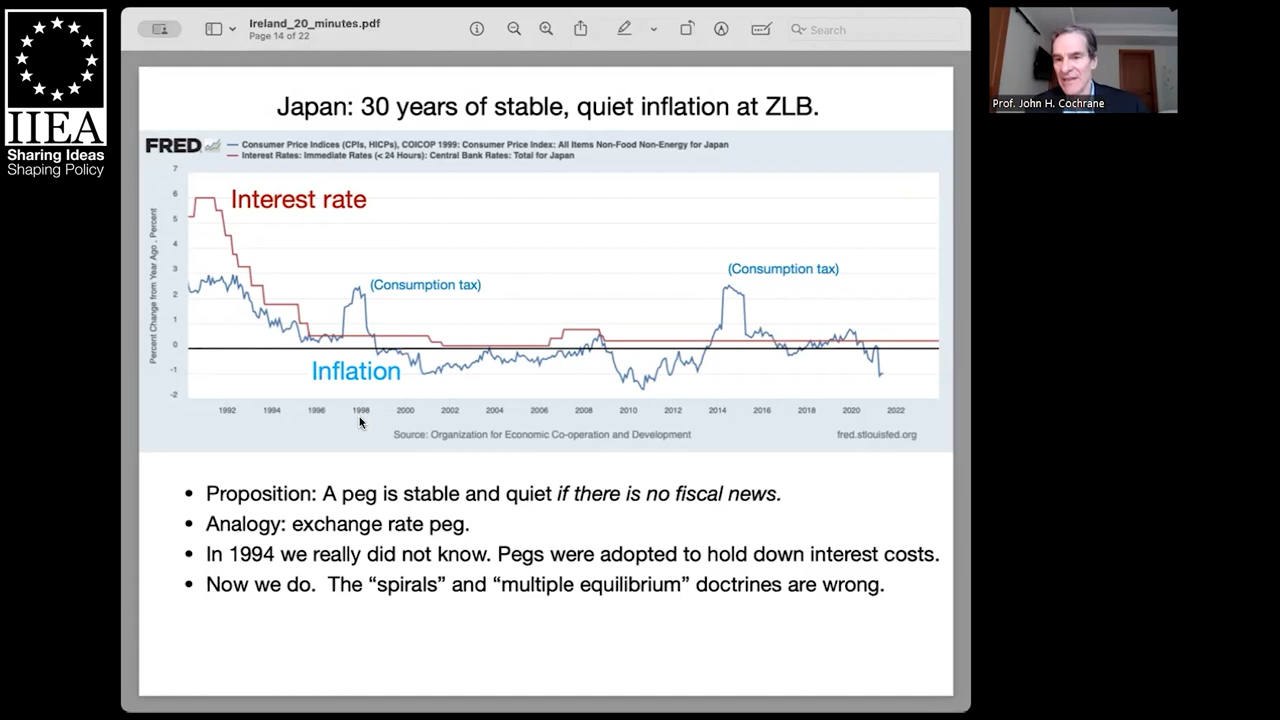 IIEA
Sharing Ideas
Shaping Policy
Ireland_20_minutes.pdf
Page 14 of 22
Search
Prof. John H. Cochrane
Japan: 30 years of stable, quiet inflation at ZLB.
FRED
Consumer Price Indices (CPIs, HICPs), COICOP 1999: Consumer Price Index: All Items Non-Food Non-Energy for Japan
Interest Rates: Immediate Rates (< 24 Hours): Central Bank Rates: Total for Japan
Percent Change from Year Ago , Percent
7
6
5
4
3
2
1
0
-1
-2
Interest rate
(Consumption tax)
(Consumption tax)
Inflation
1992 1994 1996 1998 2000 2002 2004 2006 2008 2010 2012 2014 2016 2018 2020 2022
Source: Organization for Economic Co-operation and Development
fred.stlouisfed.org
• Proposition: A peg is stable and quiet if there is no fiscal news.
• Analogy: exchange rate peg.
• In 1994 we really did not know. Pegs were adopted to hold down interest costs.
• Now we do. The “spirals” and “multiple equilibrium” doctrines are wrong.